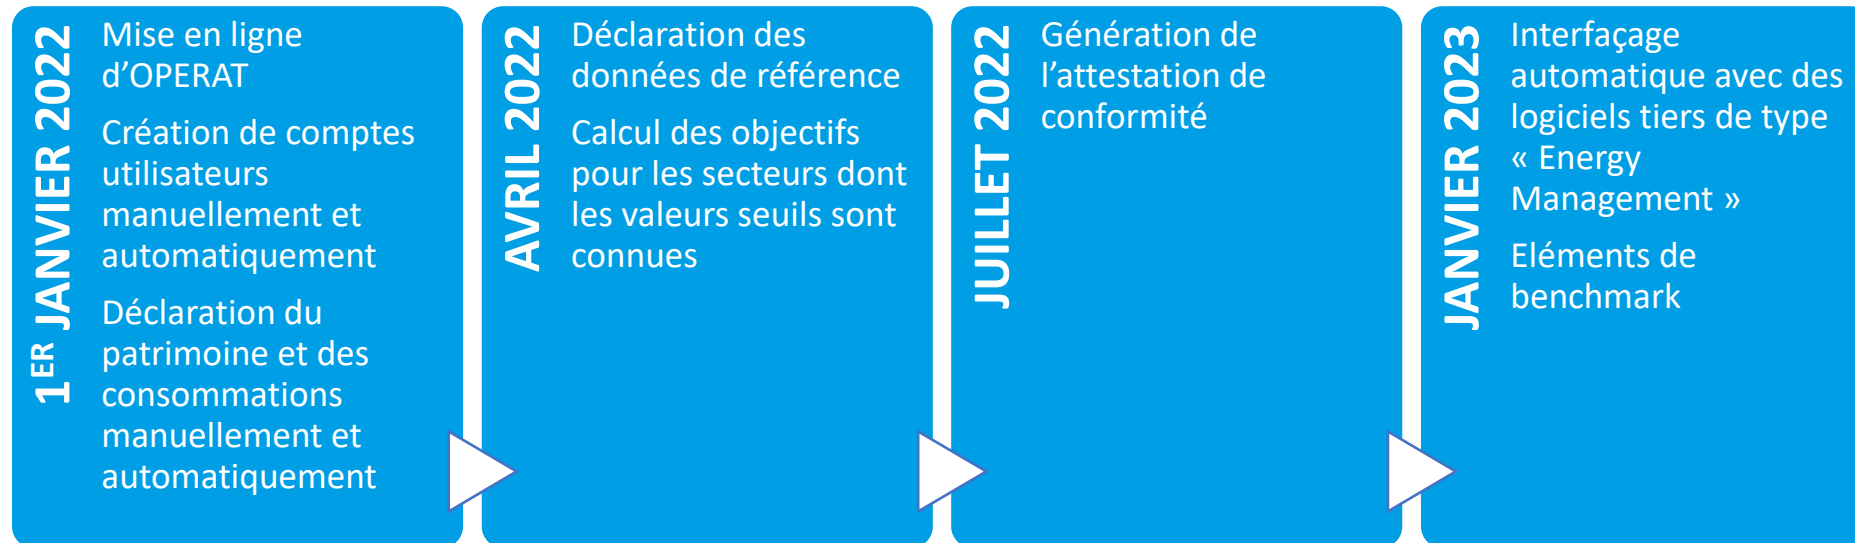 1ER JANVIER 2022
Mise en ligne
d’OPERAT
Création de comptes
utilisateurs
manuellement et
automatiquement
Déclaration du
patrimoine et des
consommations
manuellement et
automatiquement
AVRIL 2022
Déclaration des
données de référence
Calcul des objectifs
pour les secteurs dont
les valeurs seuils sont
connues
JUILLET 2022
Génération de
l’attestation de
conformité
JANVIER 2023
Interfaçage
automatique avec des
logiciels tiers de type
« Energy
Management »
Eléments de
benchmark